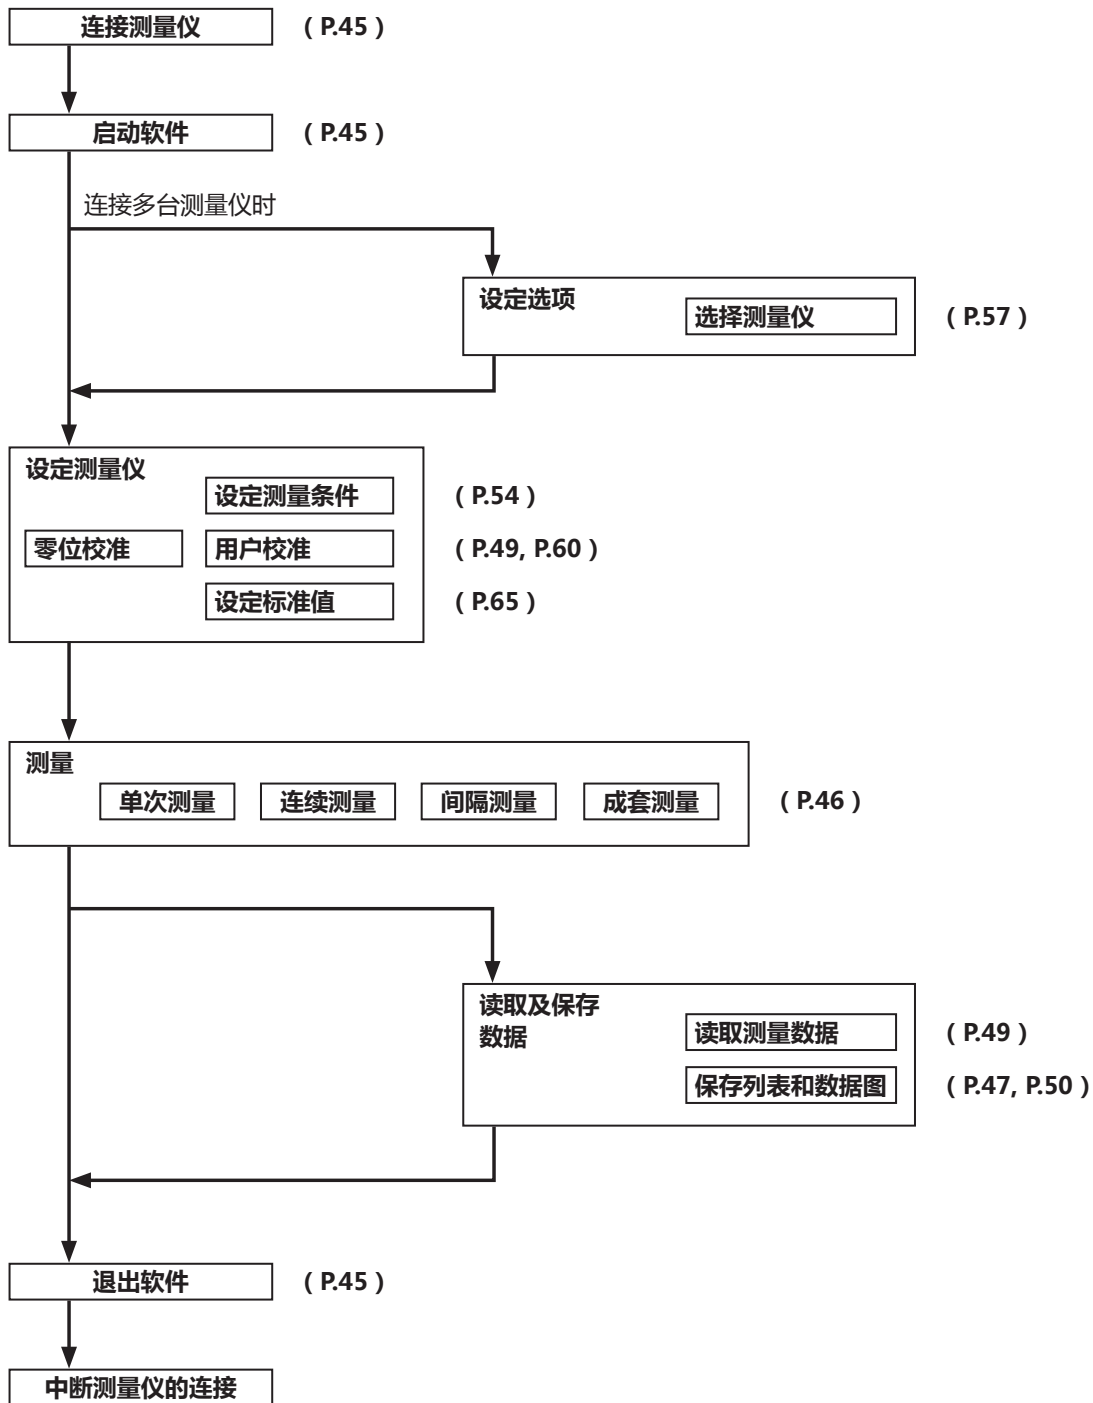 连接测量仪 ( P.45 )
启动软件 ( P.45 )
连接多台测量仪时
设定选项
选择测量仪 ( P.57 )
设定测量仪
设定测量条件 ( P.54 )
零位校准 用户校准 ( P.49, P.60 )
设定标准值 ( P.65 )
测量
单次测量 连续测量 间隔测量 成套测量 ( P.46 )
读取及保存
数据
读取测量数据 ( P.49 )
保存列表和数据图 ( P.47, P.50 )
退出软件 ( P.45 )
中断测量仪的连接